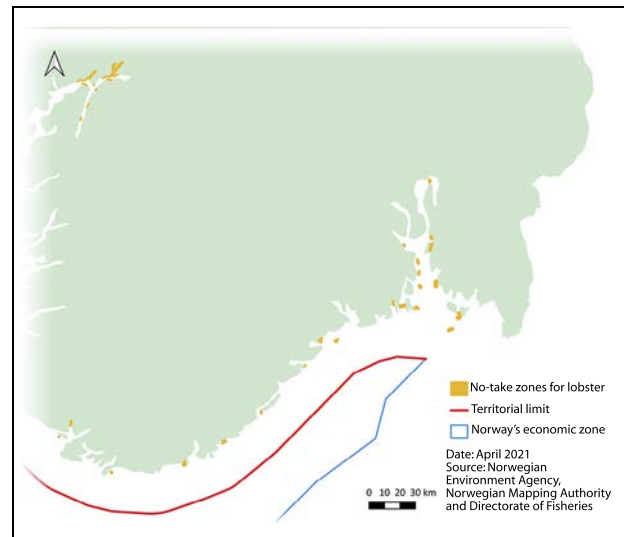 No-take zones for lobster
Territorial limit
Norway's economic zone
Date: April 2021
Source: Norwegian
Environment Agency,
Norwegian Mapping Authority
and Directorate of Fisheries
0 10 20 30 km